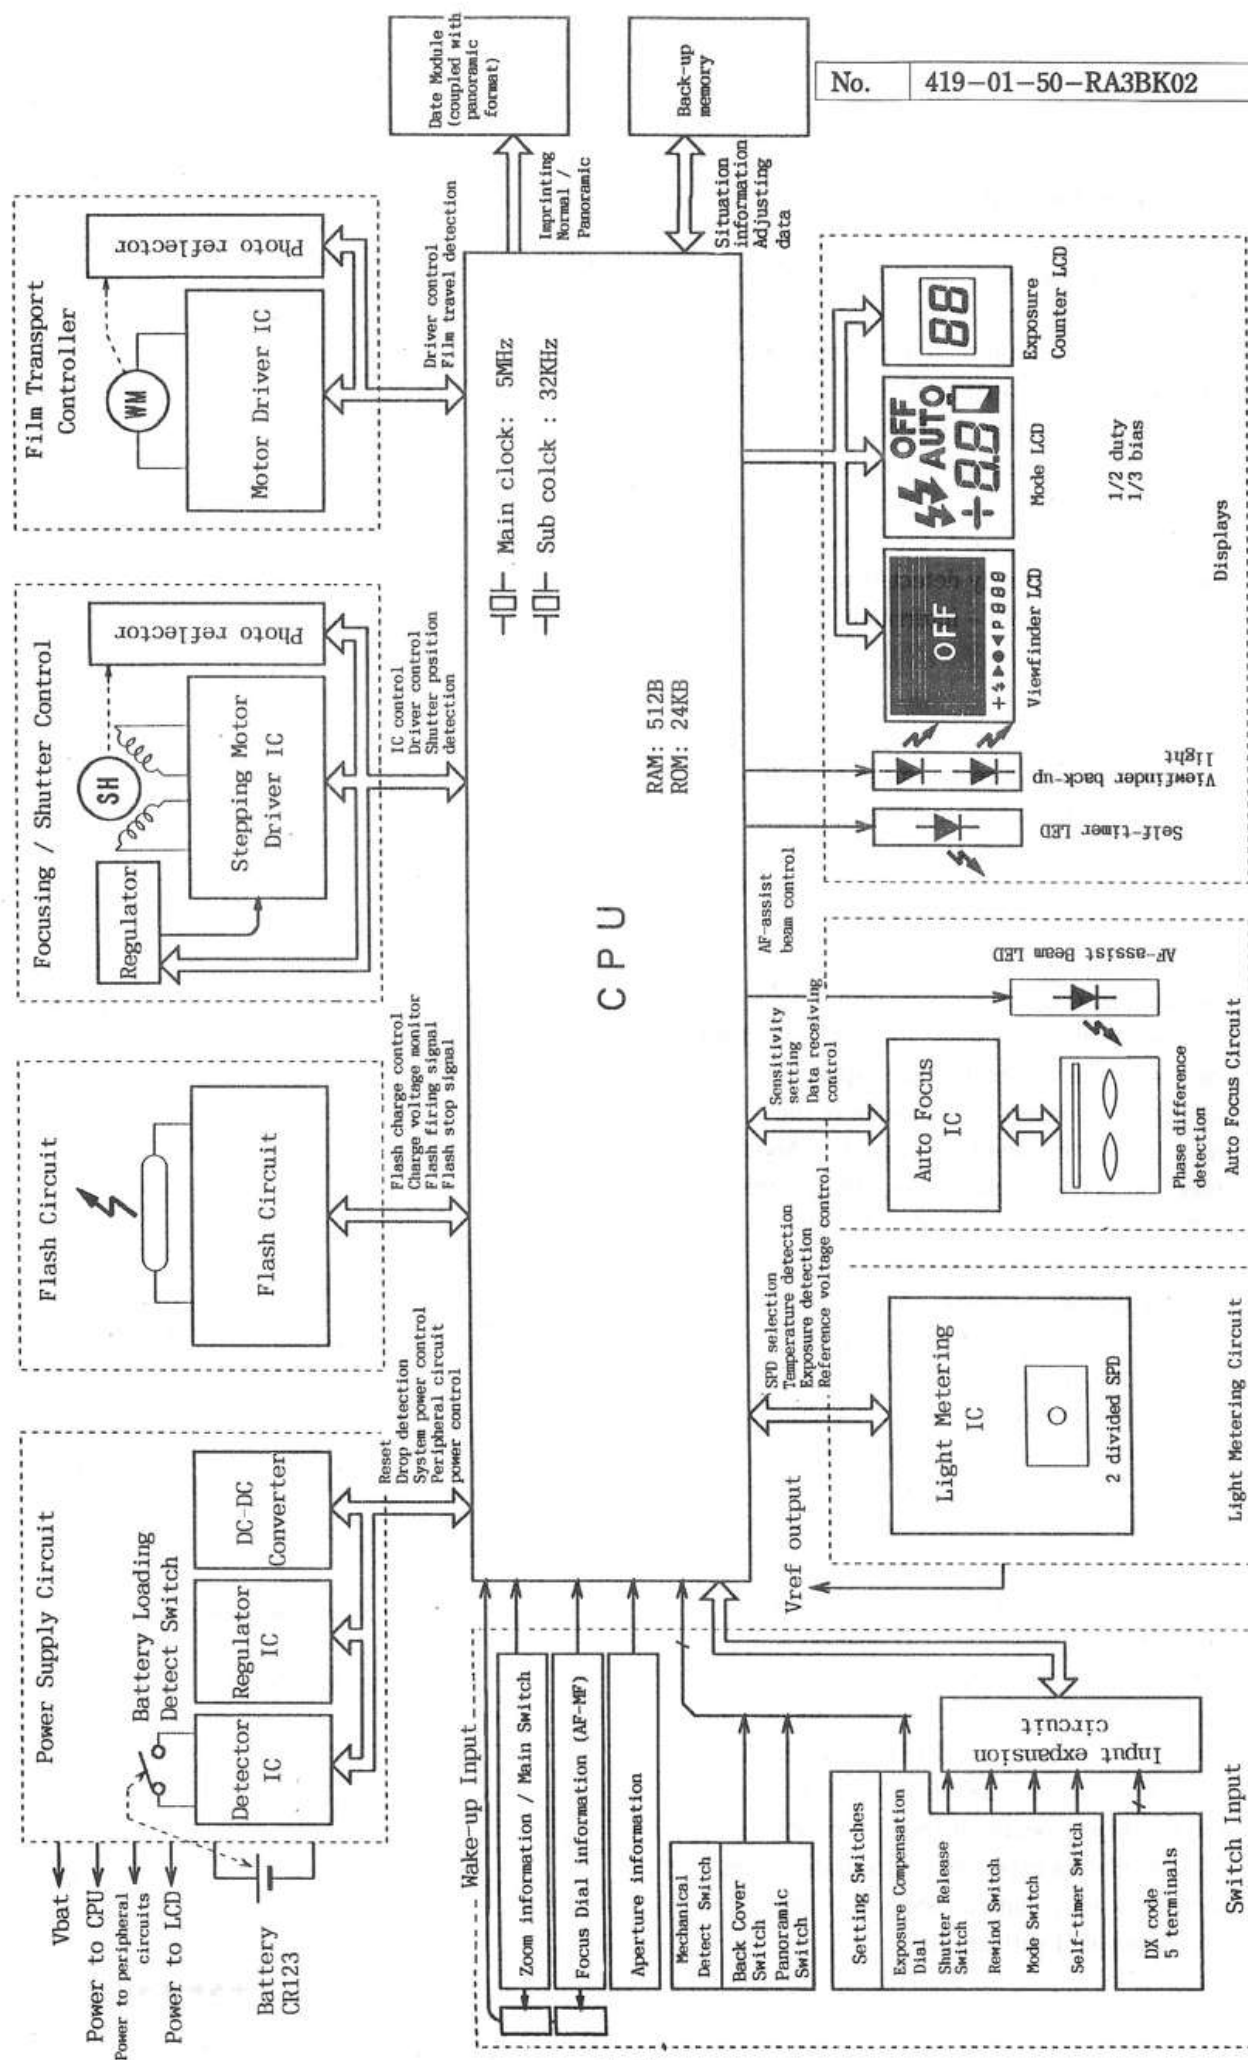 No. 419-01-50-RA3BK02
Power Supply Circuit
Battery Loading
Detect Switch
Detector
IC
Regulator
IC
DC-DC
Converter
Vbat
Power to CPU
Power to peripheral
circuits
Power to LCD
Battery
CR123
Reset
Drop detection
System power control
Peripheral circuit
power control
Flash Circuit
Flash Circuit
Flash charge control
Charge voltage monitor
Flash firing signal
Flash stop signal
Focusing / Shutter Control
Regulator
SH
Stepping Motor
Driver IC
Photo reflector
IC control
Driver control
Shutter position
detection
Film Transport
Controller
WM
Motor Driver IC
Photo reflector
Driver control
Film travel detection
Date Module
(coupled with
panoramic
format)
Imprinting
Normal /
Panoramic
Back-up
memory
Situation
information
Adjusting
data
CPU
Main clock: 5MHz
Sub colck : 32KHz
RAM: 512B
ROM: 24KB
Wake-up Input
Zoom information / Main Switch
Focus Dial information (AF-MF)
Aperture information
Mechanical
Detect Switch
Back Cover
Switch
Panoramic
Switch
Setting Switches
Exposure Compensation
Dial
Shutter Release
Switch
Rewind Switch
Mode Switch
Self-timer Switch
DX code
5 terminals
Input expansion
circuit
Switch Input
Vref output
SPD selection
Temperature detection
Exposure detection
Reference voltage control
Light Metering
IC
2 divided SPD
Light Metering Circuit
Sensitivity
setting
Data receiving
control
Auto Focus
IC
Phase difference
detection
AF-assist
beam control
AF-assist Beam LED
Auto Focus Circuit
Self-timer LED
Viewfinder back-up
light
OFF
P888
Viewfinder LCD
OFF
AUTO
8.8
Mode LCD
88
Exposure
Counter LCD
1/2 duty
1/3 bias
Displays